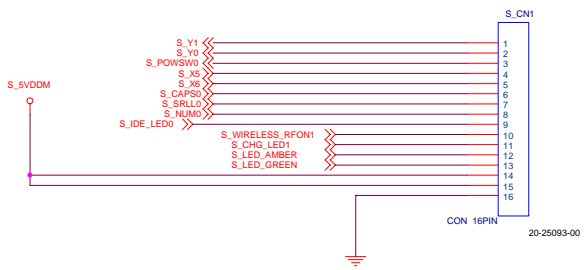 S_CN1
S_Y1 1
S_Y0 2
S_POWSW0 3
S_X5 4
S_X6 5
S_CAPS0 6
S_SRLL0 7
S_NUM0 8
S_5VDDM
S_IDE_LED0 9
S_WIRELESS_RFON1 10
S_CHG_LED1 11
S_LED_AMBER 12
S_LED_GREEN 13
14
15
16
CON 16PIN
20-25093-00